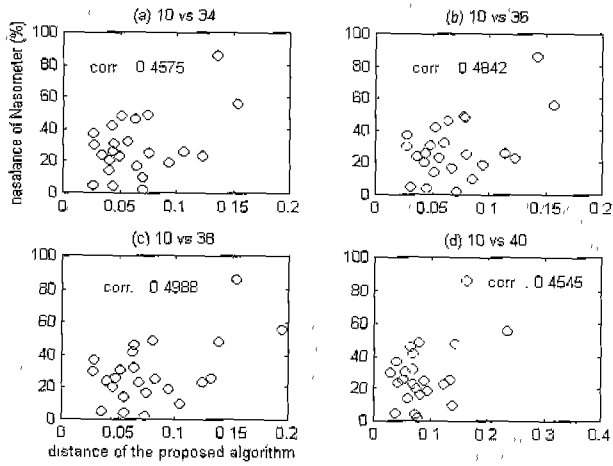 (a) 10 vs 34
(b) 10 vs 36
nasalance of Nasometer (%)
100
80
60
40
20
0
corr. 0 4575
0 0.05 0.1 0.15 0.2
100
80
60
40
20
0
corr. 0 4842
0 0.05 0.1 0.15 0.2
(c) 10 vs 38
(d) 10 vs 40
100
80
60
40
20
0
corr. 0 4988
0 0.05 0.1 0.15 0.2
100
80
60
40
20
0
corr . 0.4545
0 0.1 0.2 0.3 0.4
distance of the proposed algorithm